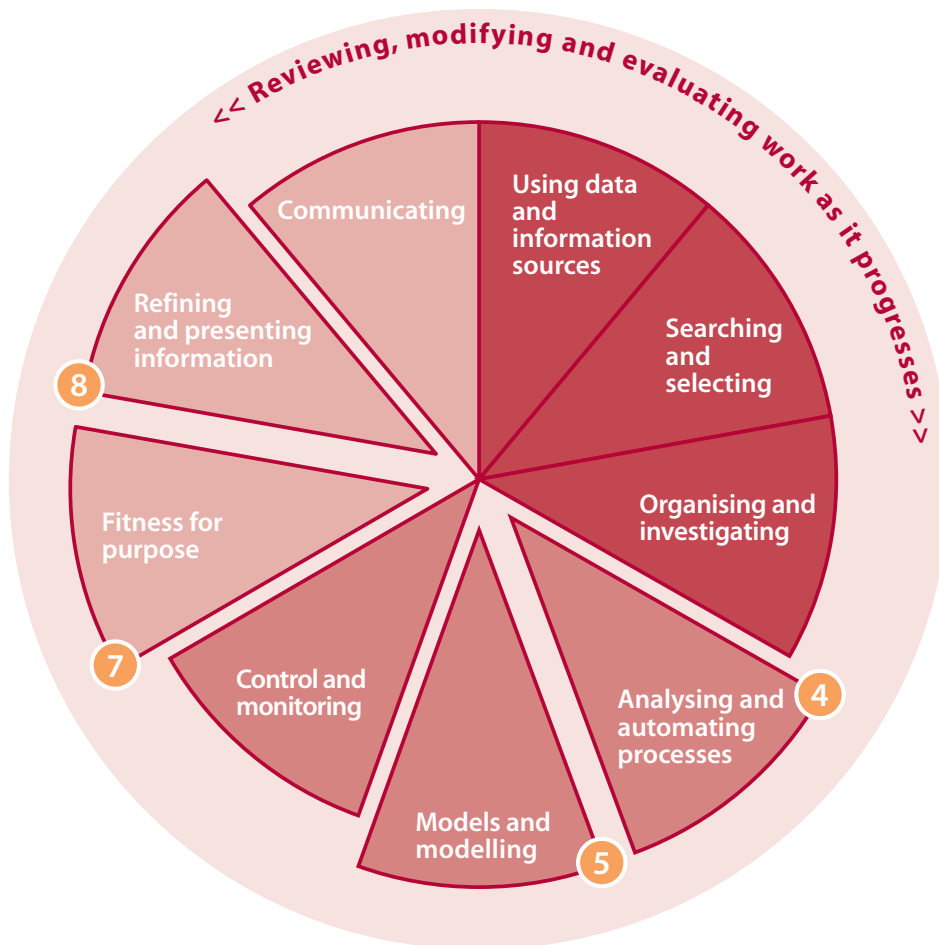 << Reviewing, modifying and evaluating work as it progresses >>
Using data
and
information
sources
Searching
and
selecting
Organising and
investigating
4
Analysing and
automating
processes
5
Models and
modelling
Control and
monitoring
7
Fitness for
purpose
8
Refining
and presenting
information
Communicating